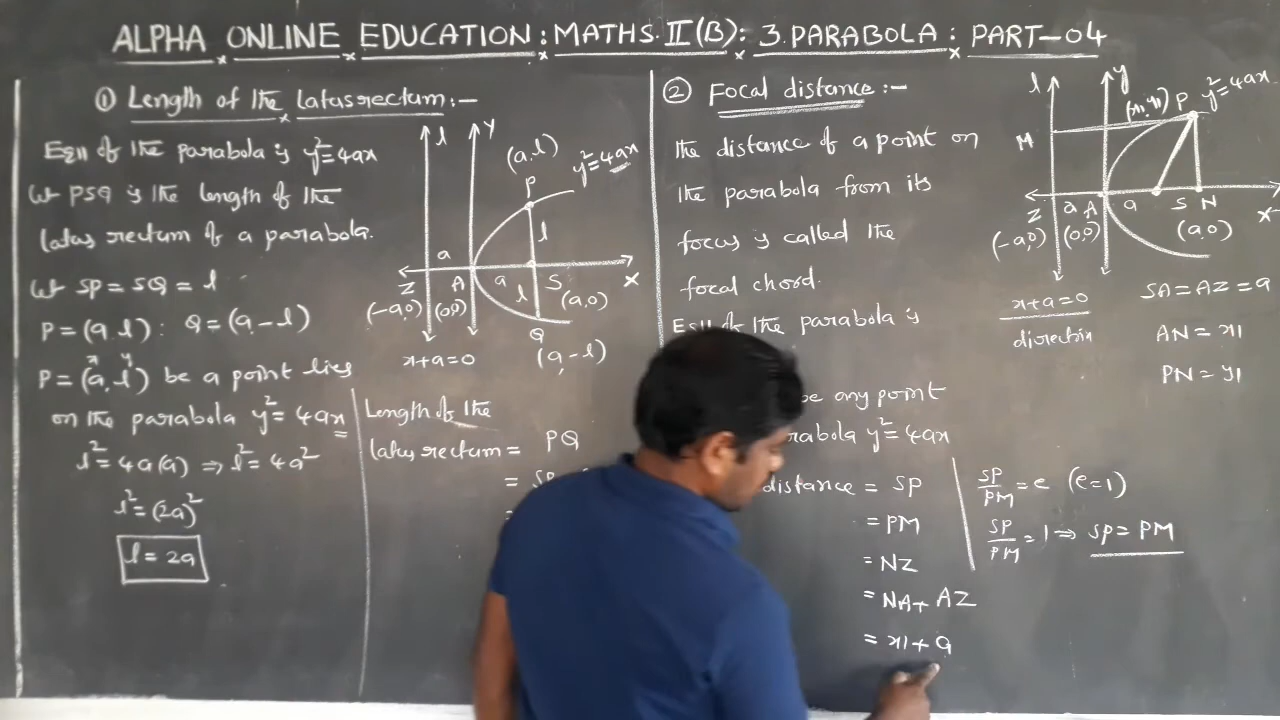 ALPHA ONLINE EDUCATION : MATHS.II(B) : 3.PARABOLA : PART-04
① Length of the latusrectum :-
Eqn of the parabola is y²=4ax
let PSQ is the length of the
latus rectum of a parabola.
let SP = SQ = l
P = (a, l) : Q = (a - l)
x y
P = (a, l) be a point lies
on the parabola y² = 4ax
l² = 4a(a) ⇒ l² = 4a²
l² = (2a)²
l = 2a
l
y
(a, l)
P
y²=4ax
l
a
a
Z
A
S
X
(-a,0)
(0,0)
l
(a,0)
Q
x+a=0
(a, -l)
Length of the
latus rectum = PQ
= SP
② Focal distance :-
The distance of a point on
the parabola from its
focus is called the
focal chord.
Eqn of the parabola is
be any point
y² = 4ax
distance = SP
= PM
= NZ
= NA + AZ
= x1 + a
l
y
(x1, y1)
P
y²=4ax
M
Z
a
A
a
S
N
X
(-a,0)
(0,0)
(a,0)
x+a=0
directrix
SA = AZ = a
AN = x1
PN = y1
SP/PM = e (e=1)
SP/PM = 1 ⇒ SP = PM